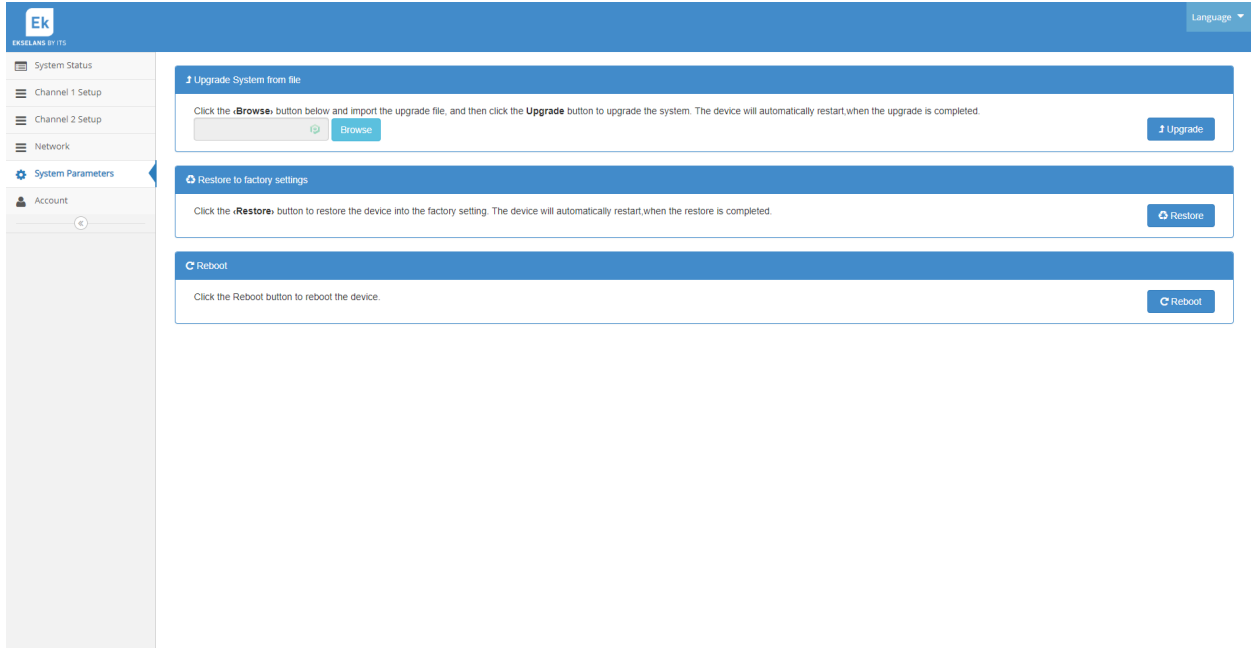 Ek
EKSELANS BY ITS
Language
System Status
Channel 1 Setup
Channel 2 Setup
Network
System Parameters
Account
Upgrade System from file
Click the ‹Browse› button below and import the upgrade file, and then click the Upgrade button to upgrade the system. The device will automatically restart,when the upgrade is completed.
Browse
Upgrade
Restore to factory settings
Click the ‹Restore› button to restore the device into the factory setting. The device will automatically restart,when the restore is completed.
Restore
Reboot
Click the Reboot button to reboot the device.
Reboot